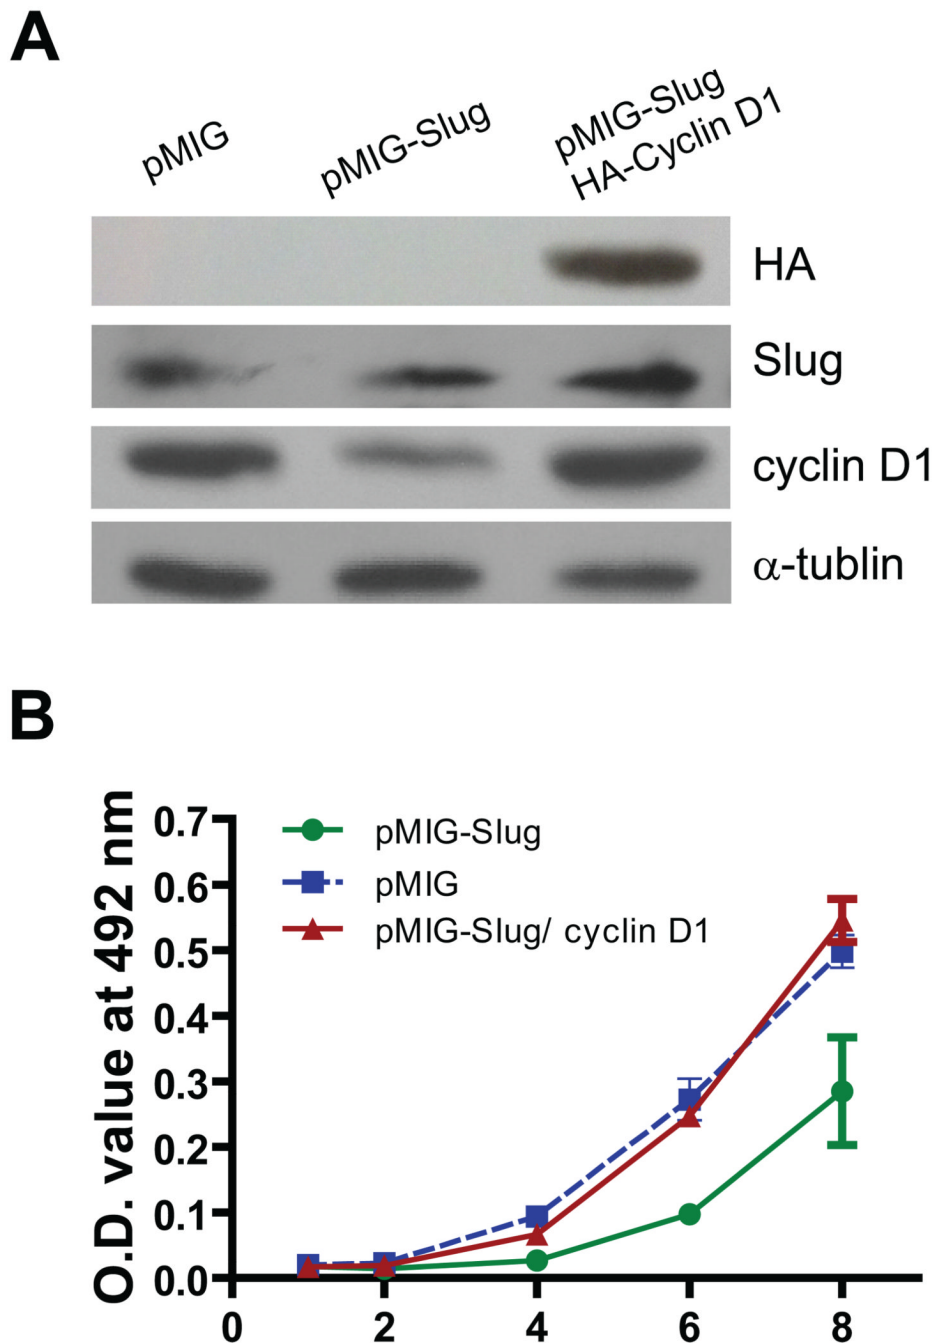 A
pMIG
pMIG-Slug
pMIG-Slug
HA-Cyclin D1
HA
Slug
cyclin D1
α-tublin
B
O.D. value at 492 nm
0.7
0.6
0.5
0.4
0.3
0.2
0.1
0.0
pMIG-Slug
pMIG
pMIG-Slug/ cyclin D1
0 2 4 6 8